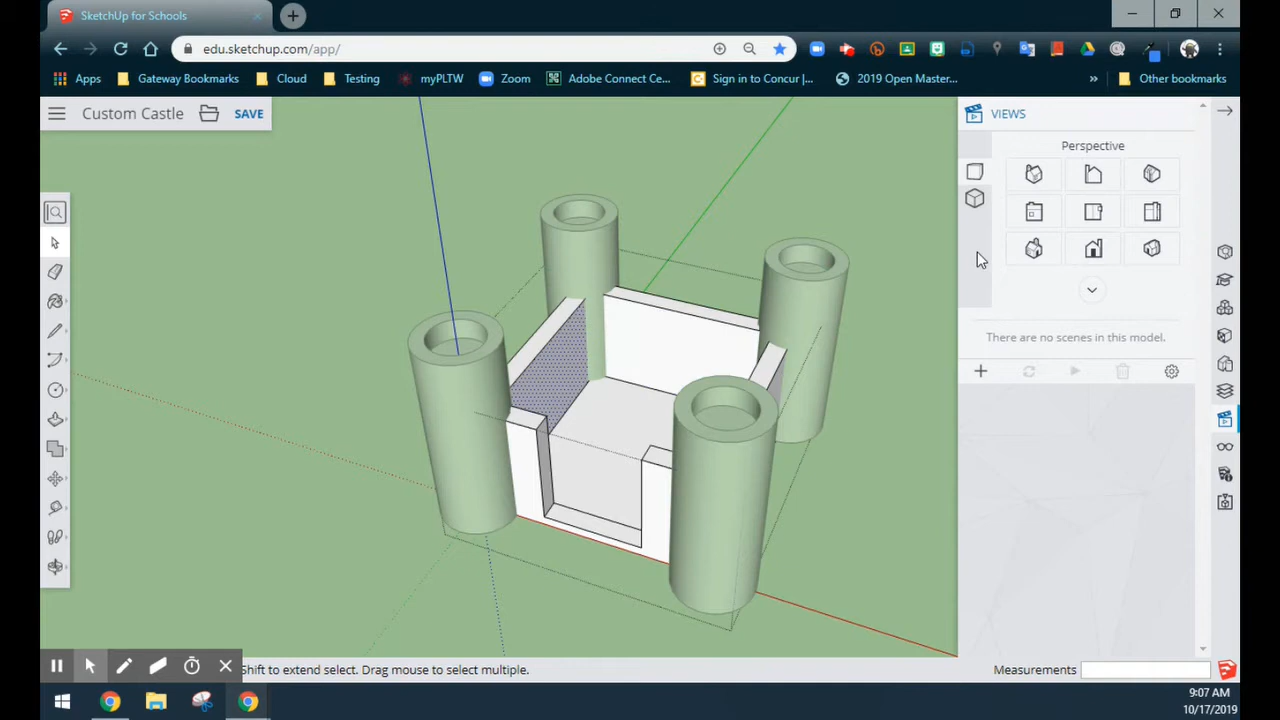 SketchUp for Schools
edu.sketchup.com/app/
Apps Gateway Bookmarks Cloud Testing myPLTW Zoom Adobe Connect Ce... Sign in to Concur |... 2019 Open Master... » Other bookmarks
Custom Castle SAVE
VIEWS
Perspective
There are no scenes in this model.
Shift to extend select. Drag mouse to select multiple.
Measurements
9:07 AM
10/17/2019